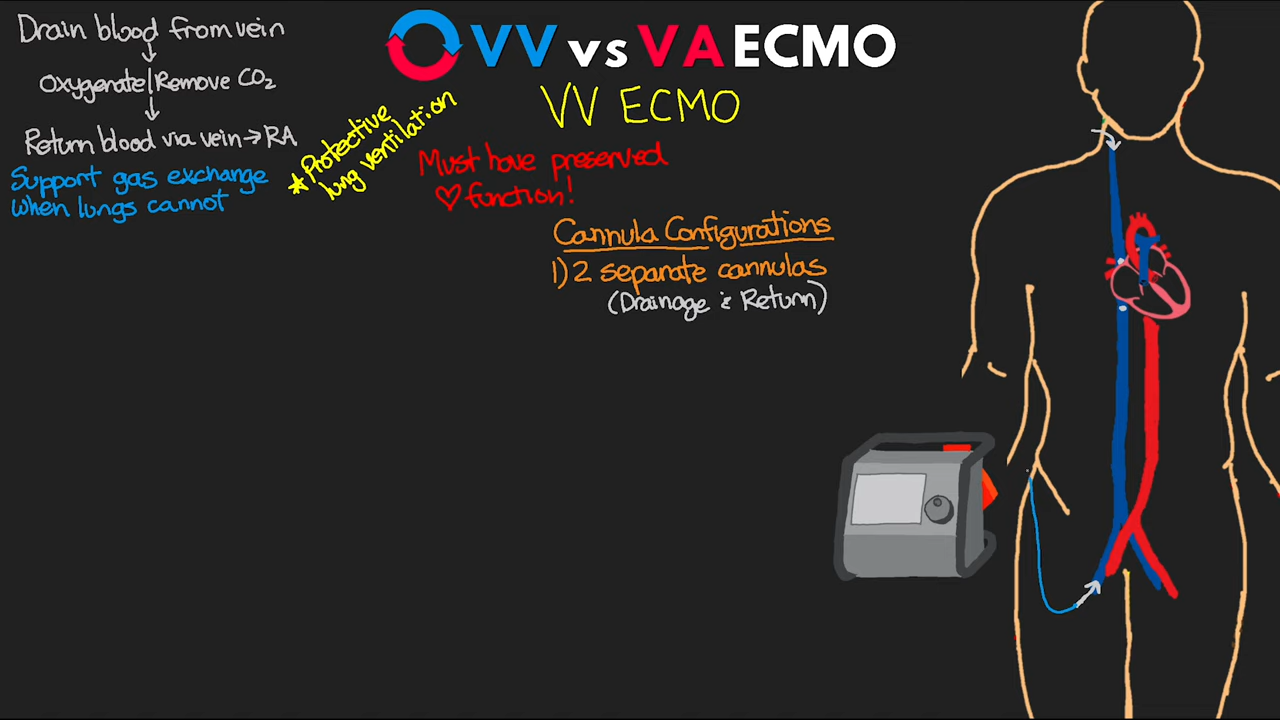 Drain blood from vein
Oxygenate|Remove CO2
Return blood via vein→RA
Support gas exchange
when lungs cannot
*Protective
lung ventilation
VV vs VA ECMO
VV ECMO
Must have preserved
♡ function!
Cannula Configurations
1) 2 separate cannulas
(Drainage & Return)